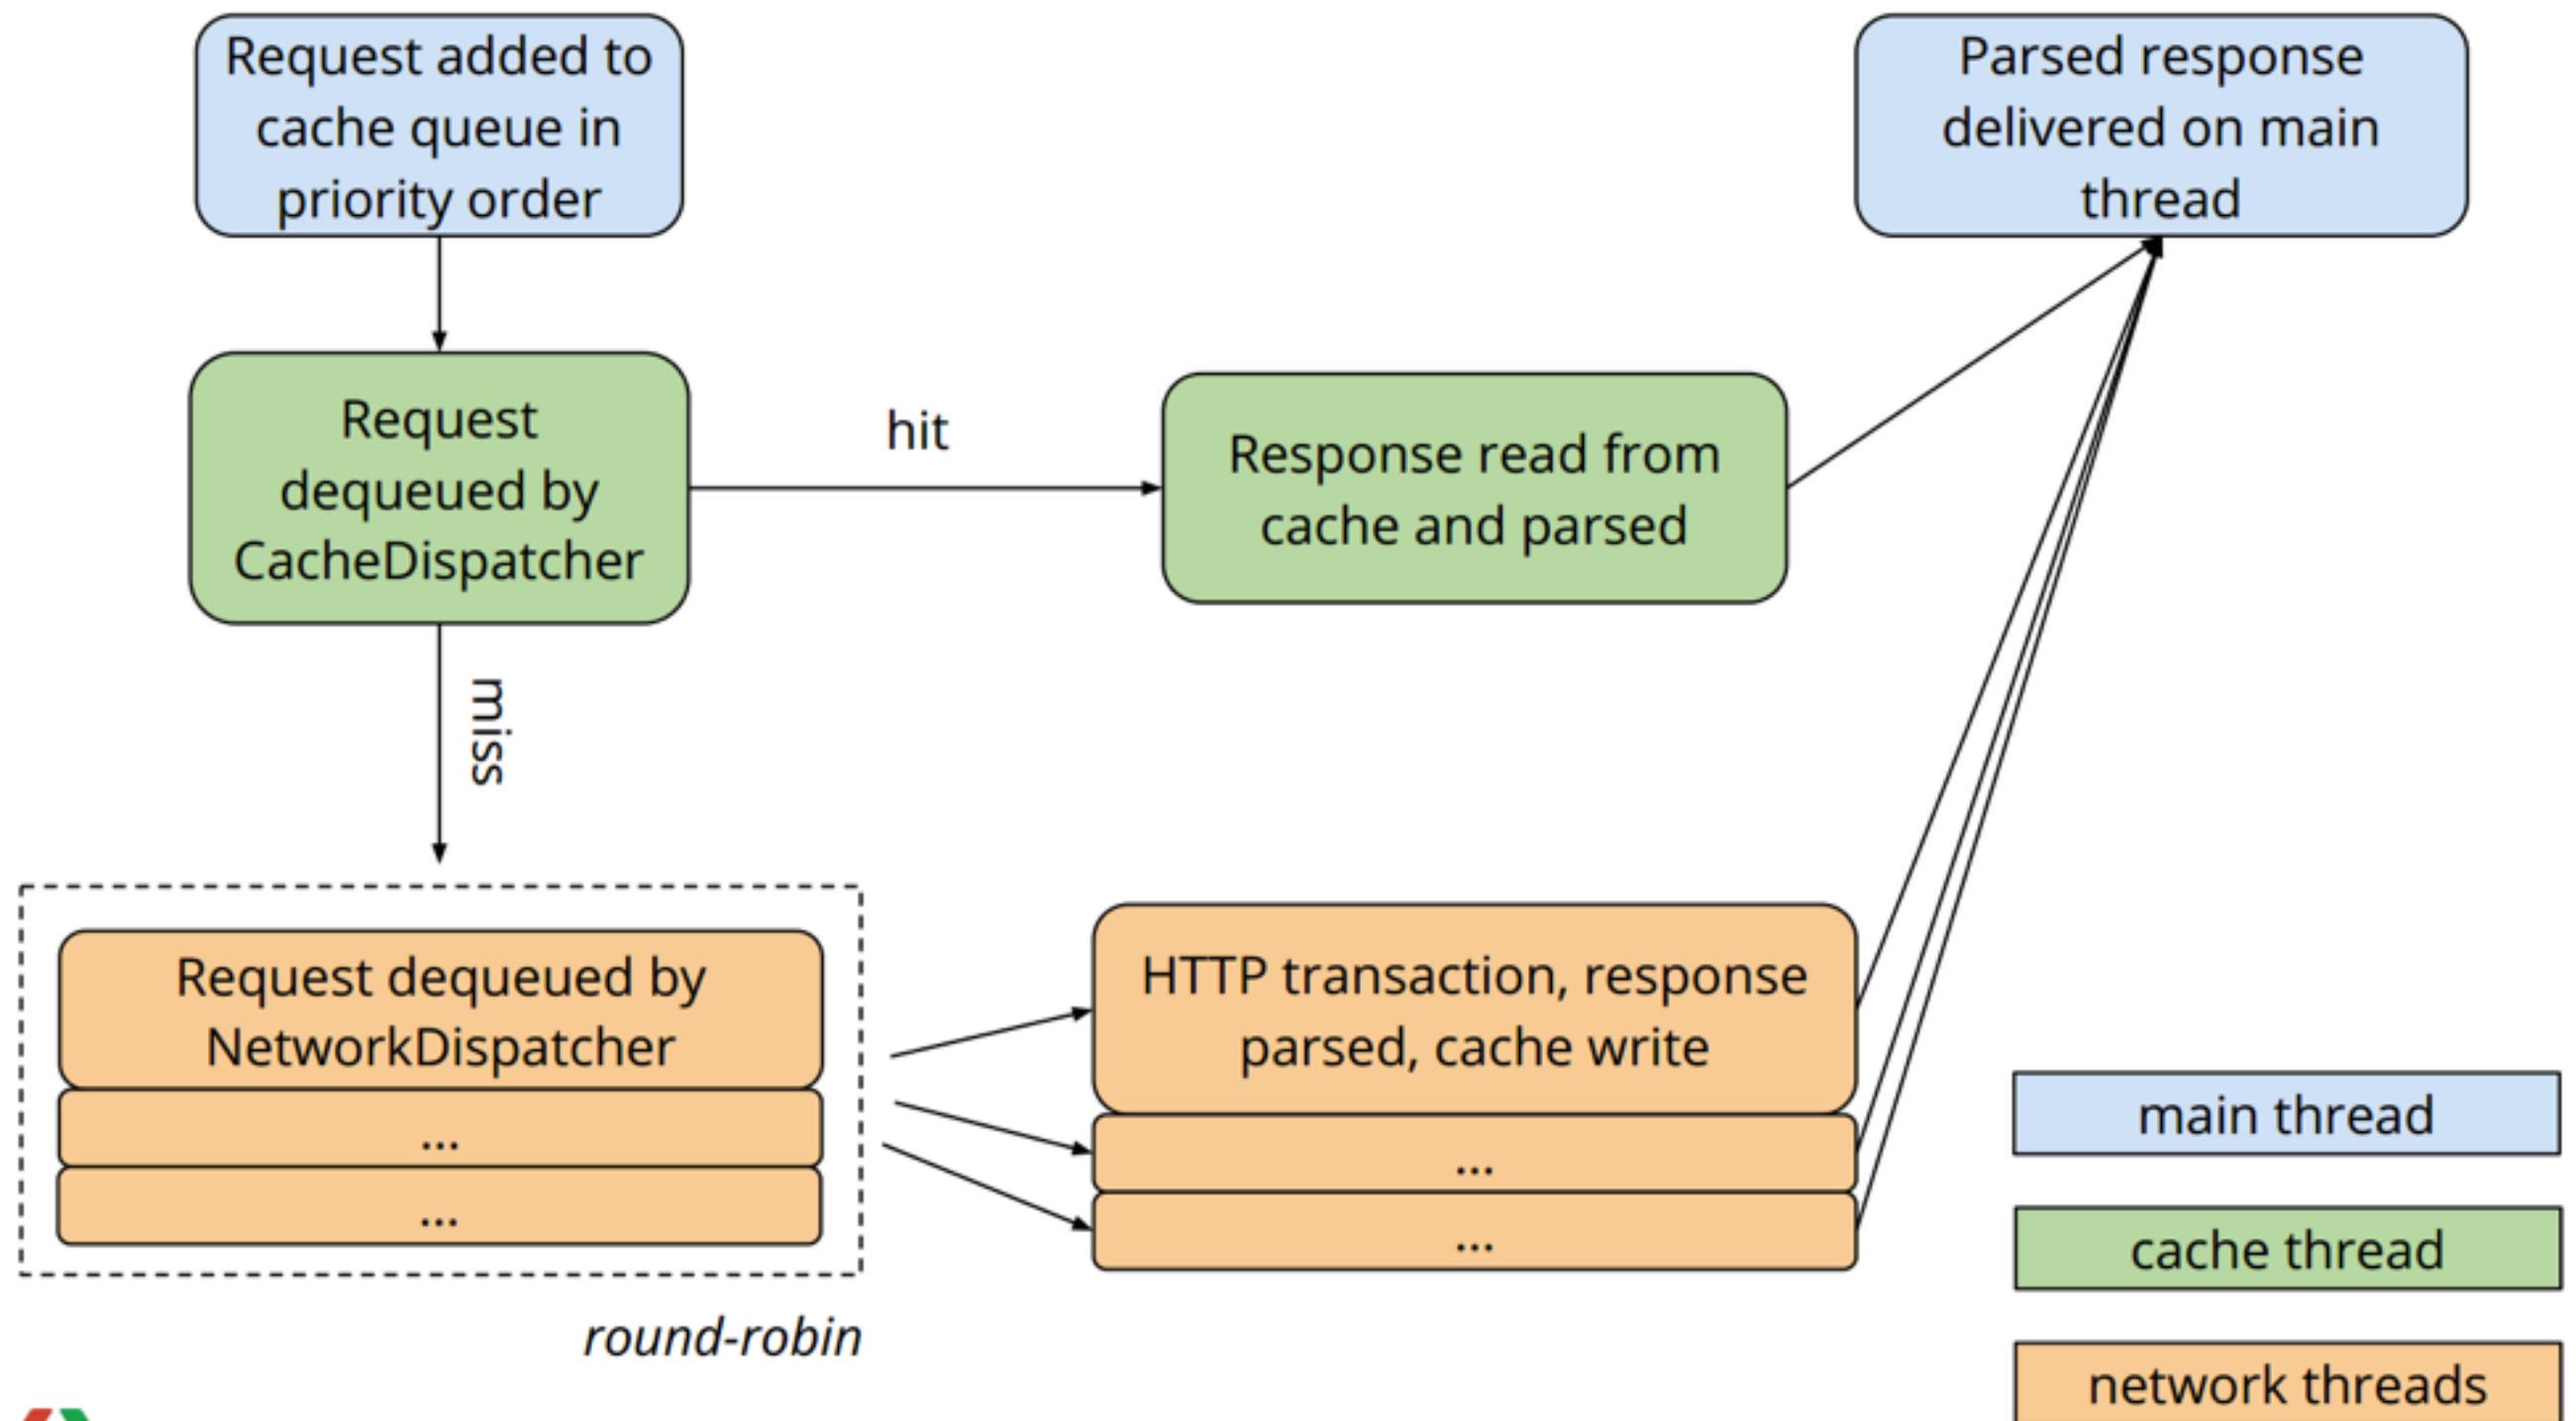 Request added to
cache queue in
priority order
Parsed response
delivered on main
thread
Request
dequeued by
CacheDispatcher
hit
Response read from
cache and parsed
miss
Request dequeued by
NetworkDispatcher
...
...
HTTP transaction, response
parsed, cache write
...
...
round-robin
main thread
cache thread
network threads